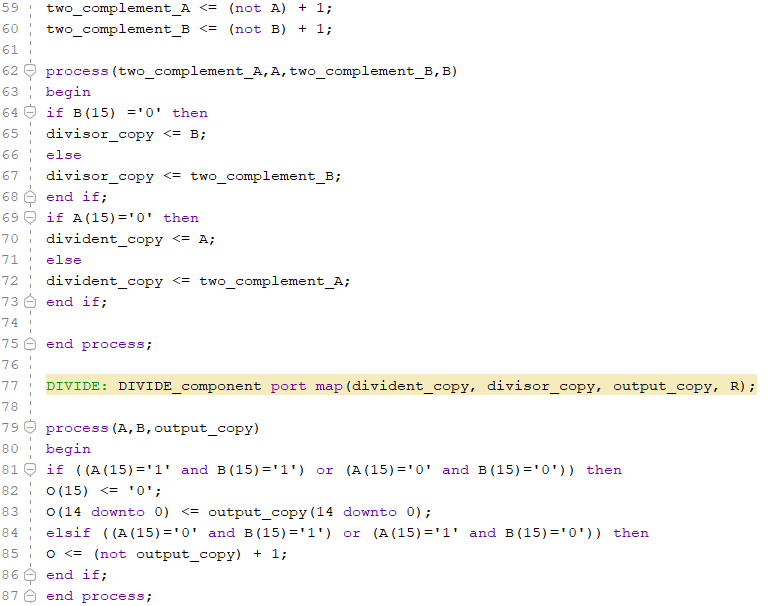 59 two_complement_A <= (not A) + 1;
60 two_complement_B <= (not B) + 1;
61
62 process(two_complement_A,A,two_complement_B,B)
63 begin
64 if B(15) ='0' then
65 divisor_copy <= B;
66 else
67 divisor_copy <= two_complement_B;
68 end if;
69 if A(15)='0' then
70 divident_copy <= A;
71 else
72 divident_copy <= two_complement_A;
73 end if;
74
75 end process;
76
77 DIVIDE: DIVIDE_component port map(divident_copy, divisor_copy, output_copy, R);
78
79 process(A,B,output_copy)
80 begin
81 if ((A(15)='1' and B(15)='1') or (A(15)='0' and B(15)='0')) then
82 O(15) <= '0';
83 O(14 downto 0) <= output_copy(14 downto 0);
84 elsif ((A(15)='0' and B(15)='1') or (A(15)='1' and B(15)='0')) then
85 O <= (not output_copy) + 1;
86 end if;
87 end process;